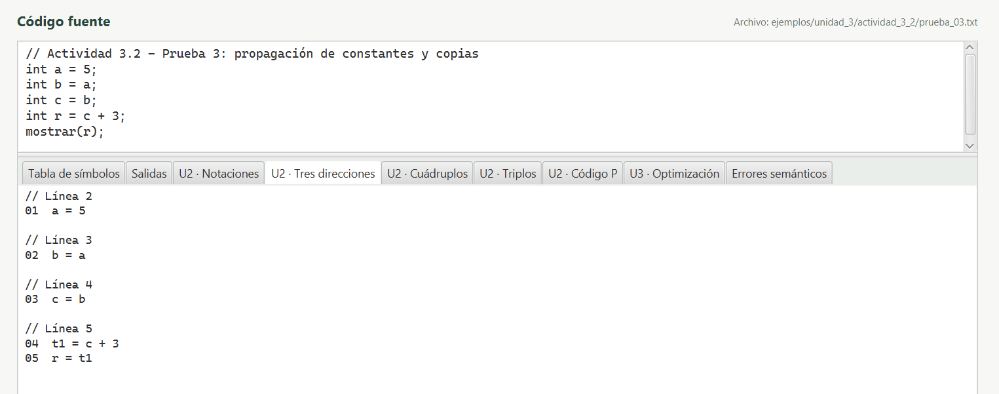 Código fuente
Archivo: ejemplos/unidad_3/actividad_3_2/prueba_03.txt
// Actividad 3.2 – Prueba 3: propagación de constantes y copias
int a = 5;
int b = a;
int c = b;
int r = c + 3;
mostrar(r);
Tabla de símbolos
Salidas
U2 · Notaciones
U2 · Tres direcciones
U2 · Cuádruplos
U2 · Triplos
U2 · Código P
U3 · Optimización
Errores semánticos
// Línea 2
01  a = 5
// Línea 3
02  b = a
// Línea 4
03  c = b
// Línea 5
04  t1 = c + 3
05  r = t1